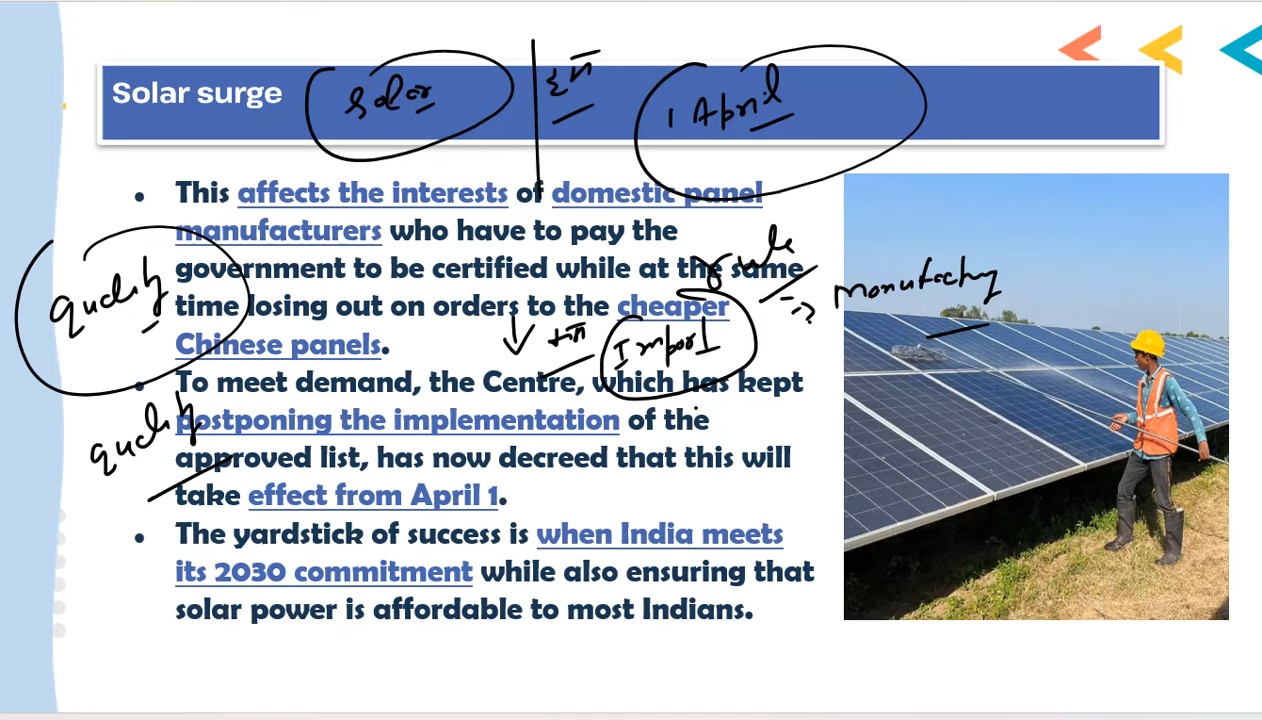 Solar surge
Solar
1 April
• This affects the interests of domestic panel
manufacturers who have to pay the
government to be certified while at the same
time losing out on orders to the cheaper
Chinese panels.
rule
Manufacturing
quality
Import
• To meet demand, the Centre, which has kept
postponing the implementation of the
approved list, has now decreed that this will
take effect from April 1.
quality
• The yardstick of success is when India meets
its 2030 commitment while also ensuring that
solar power is affordable to most Indians.